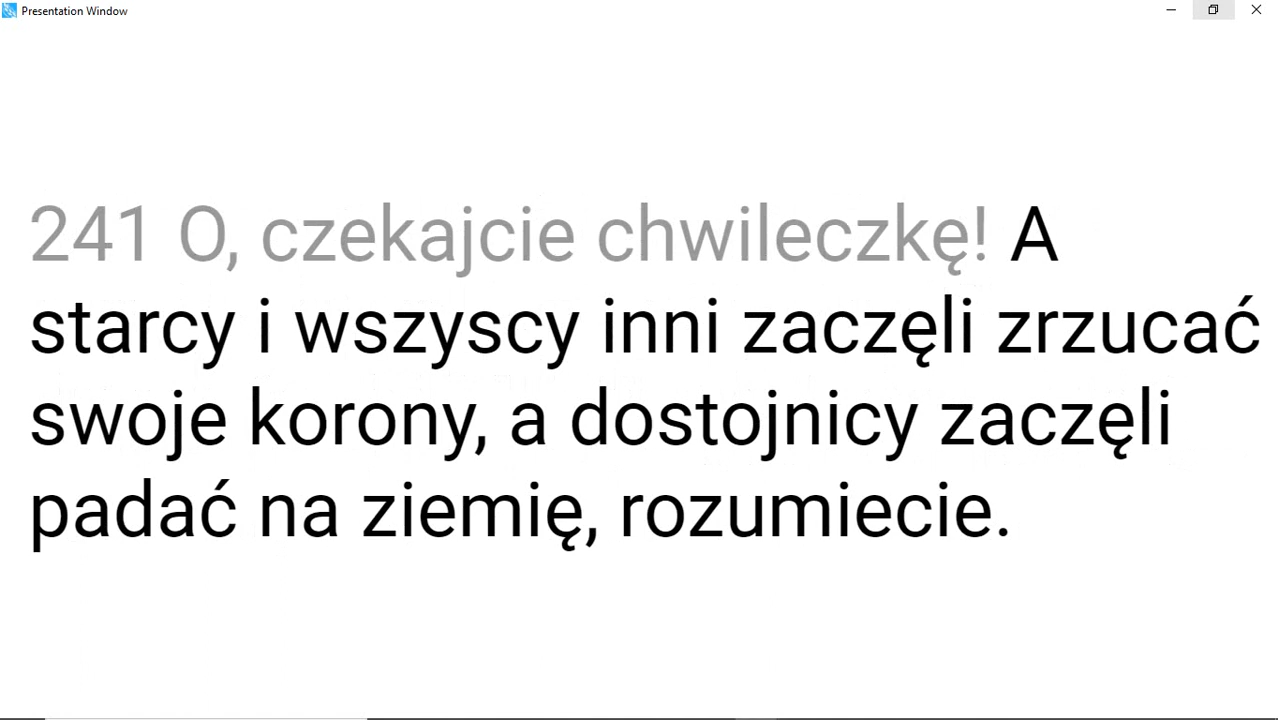 Presentation Window
241 O, czekajcie chwileczkę! A
starcy i wszyscy inni zaczęli zrzucać
swoje korony, a dostojnicy zaczęli
padać na ziemię, rozumiecie.